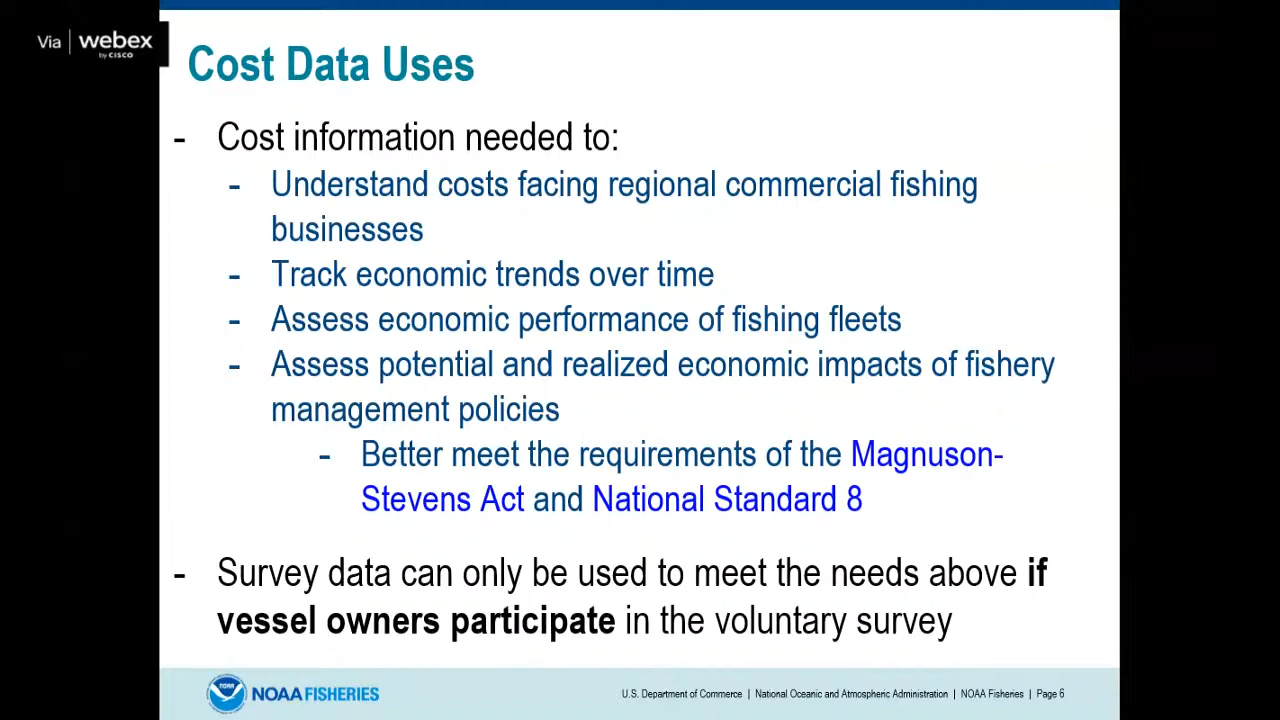 Via webex
by CISCO
Cost Data Uses
- Cost information needed to:
- Understand costs facing regional commercial fishing
businesses
- Track economic trends over time
- Assess economic performance of fishing fleets
- Assess potential and realized economic impacts of fishery
management policies
- Better meet the requirements of the Magnuson-
Stevens Act and National Standard 8
- Survey data can only be used to meet the needs above if
vessel owners participate in the voluntary survey
NOAA
NOAA FISHERIES
U.S. Department of Commerce | National Oceanic and Atmospheric Administration | NOAA Fisheries | Page 6